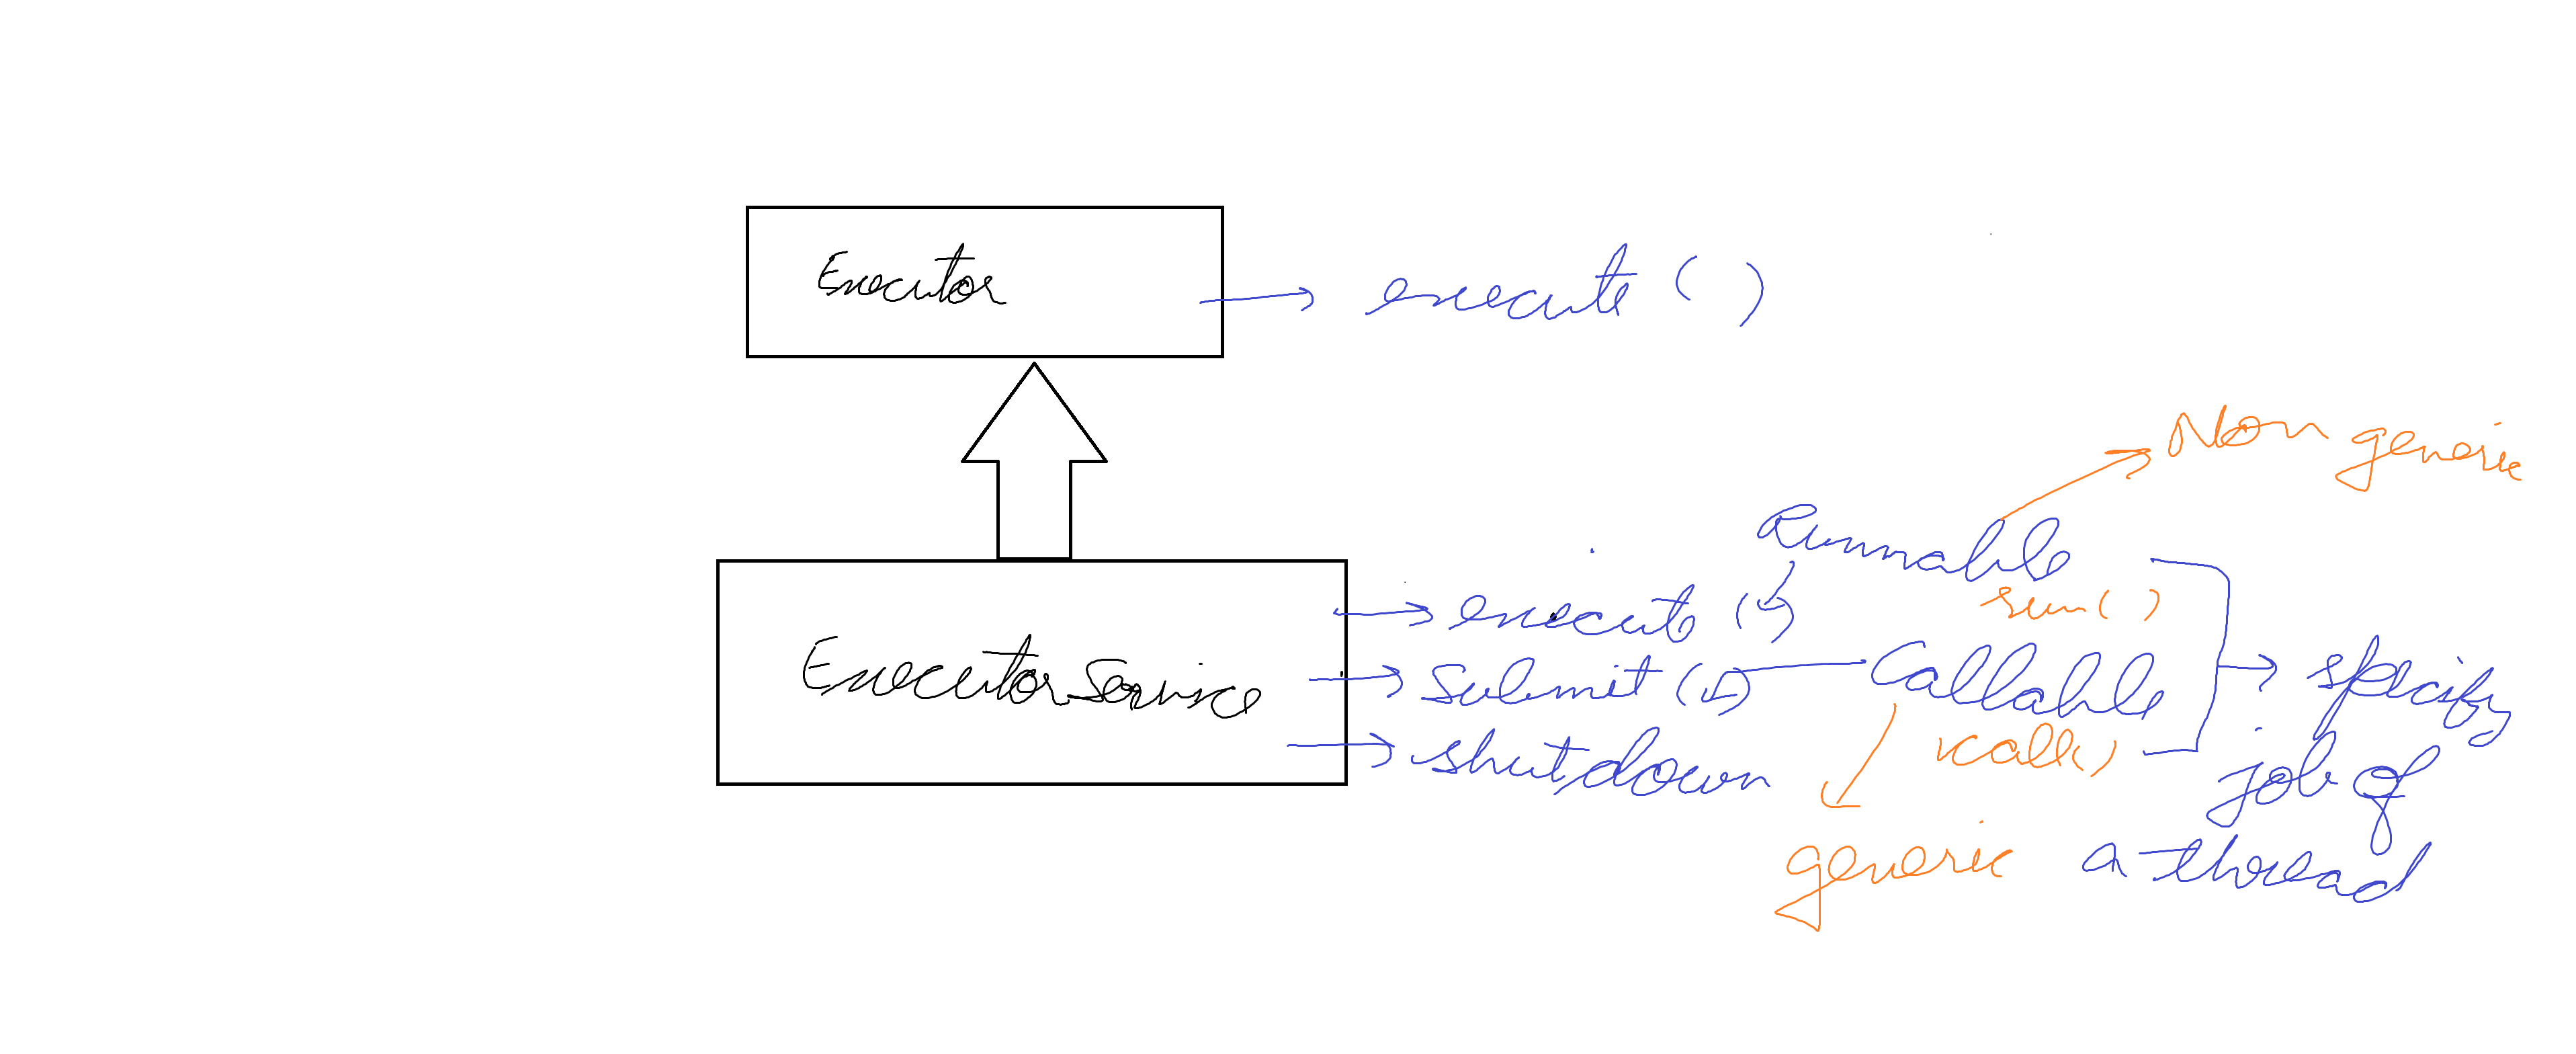 Executor
execute ( )
Non generic
Runnable
execute ( )
run ( )
ExecutorService
submit ( )
Callable
specify
shutdown
call( )
job of
generic
a thread